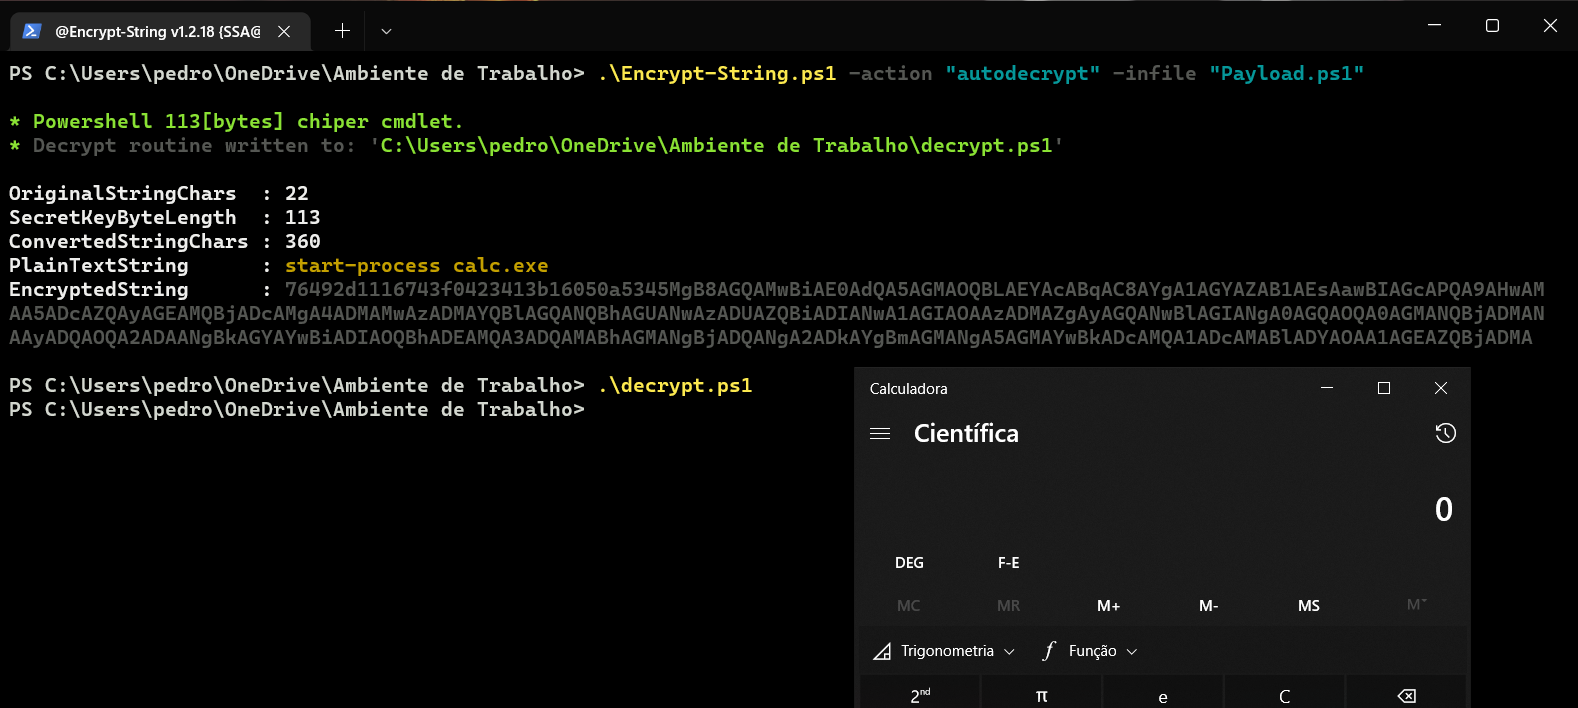 @Encrypt-String v1.2.18 {SSA@
PS C:\Users\pedro\OneDrive\Ambiente de Trabalho> .\Encrypt-String.ps1 -action "autodecrypt" -infile "Payload.ps1"
* Powershell 113[bytes] chiper cmdlet.
* Decrypt routine written to: 'C:\Users\pedro\OneDrive\Ambiente de Trabalho\decrypt.ps1'
OriginalStringChars : 22
SecretKeyByteLength : 113
ConvertedStringChars : 360
PlainTextString : start-process calc.exe
EncryptedString : 76492d1116743f0423413b16050a5345MgB8AGQAMwBiAE0AdQA5AGMAOQBLAEYAcABqAC8AYgA1AGYAZAB1AEsAawBIAGcAPQA9AHwAM
AA5ADcAZQAyAGEAMQBjADcAMgA4ADMAMwAzADMAYQBlAGQANQBhAGUANwAzADUAZQBiADIANwA1AGIAOAAzADMAZgAyAGQANwBlAGIANgA0AGQAOQA0AGMANQBjADMAN
AAyADQAOQA2ADAANgBkAGYAYwBiADIAOQBhADEAMQA3ADQAMABhAGMANgBjADQANgA2ADkAYgBmAGMANgA5AGMAYwBkADcAMQA1ADcAMABlADYAOAA1AGEAZQBjADMA
PS C:\Users\pedro\OneDrive\Ambiente de Trabalho> .\decrypt.ps1
PS C:\Users\pedro\OneDrive\Ambiente de Trabalho>
Calculadora
Científica
0
DEG F-E
MC MR M+ M- MS M˅
Trigonometria Função
2nd π e C